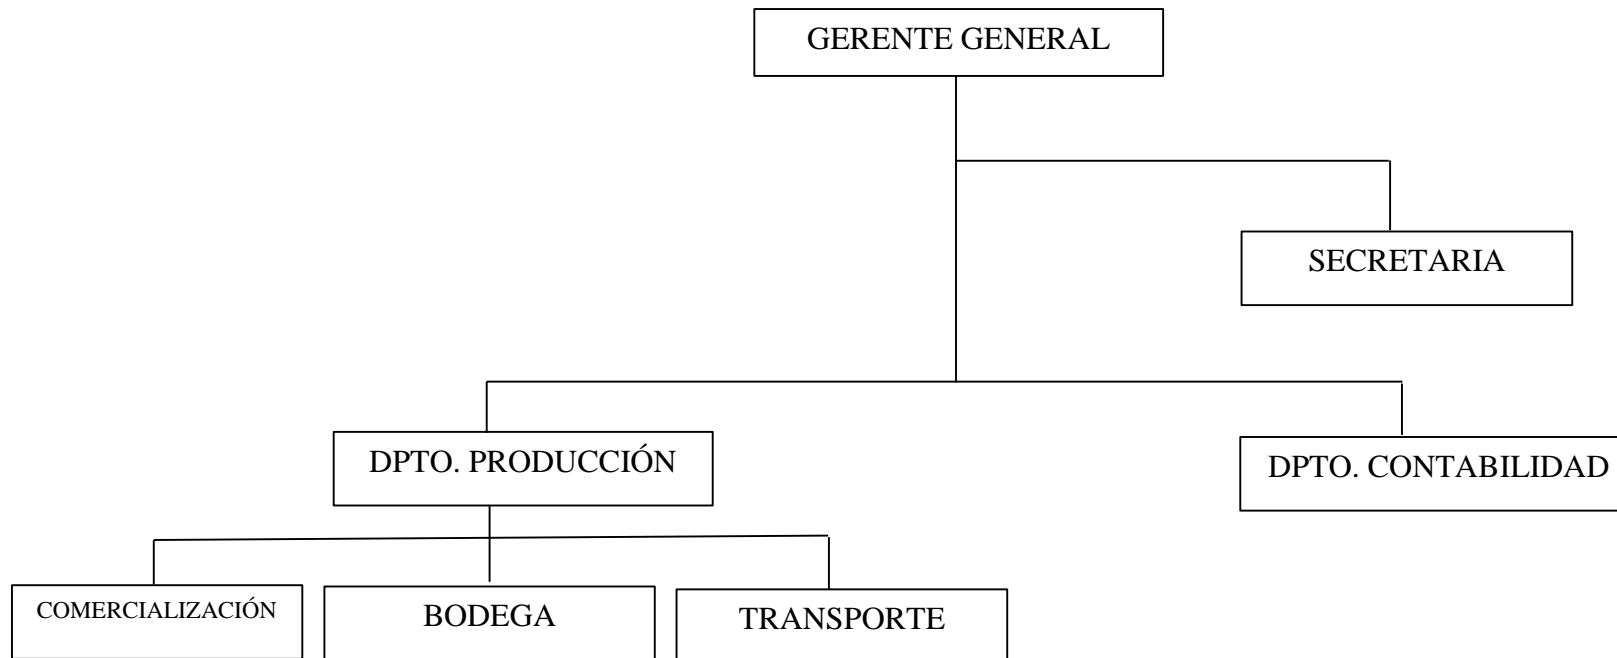 GERENTE GENERAL
SECRETARIA
DPTO. PRODUCCIÓN
DPTO. CONTABILIDAD
COMERCIALIZACIÓN
BODEGA
TRANSPORTE